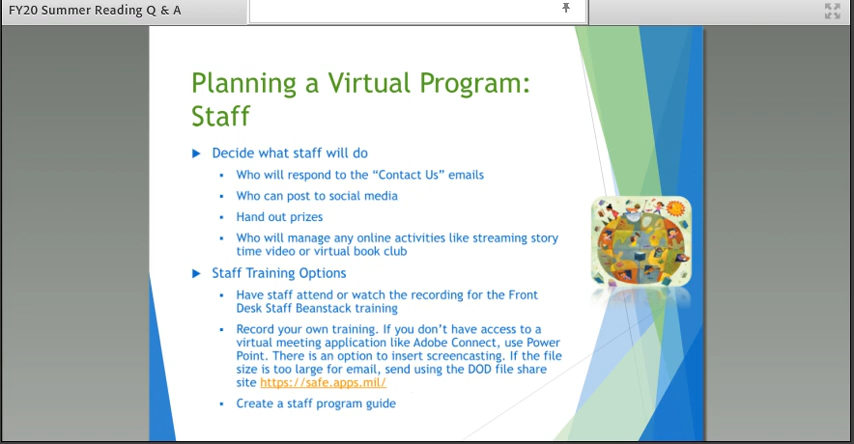 FY20 Summer Reading Q & A
Planning a Virtual Program:
Staff
Decide what staff will do
Who will respond to the “Contact Us” emails
Who can post to social media
Hand out prizes
Who will manage any online activities like streaming story
time video or virtual book club
Staff Training Options
Have staff attend or watch the recording for the Front
Desk Staff Beanstack training
Record your own training. If you don’t have access to a
virtual meeting application like Adobe Connect, use Power
Point. There is an option to insert screencasting. If the file
size is too large for email, send using the DOD file share
site https://safe.apps.mil/
Create a staff program guide